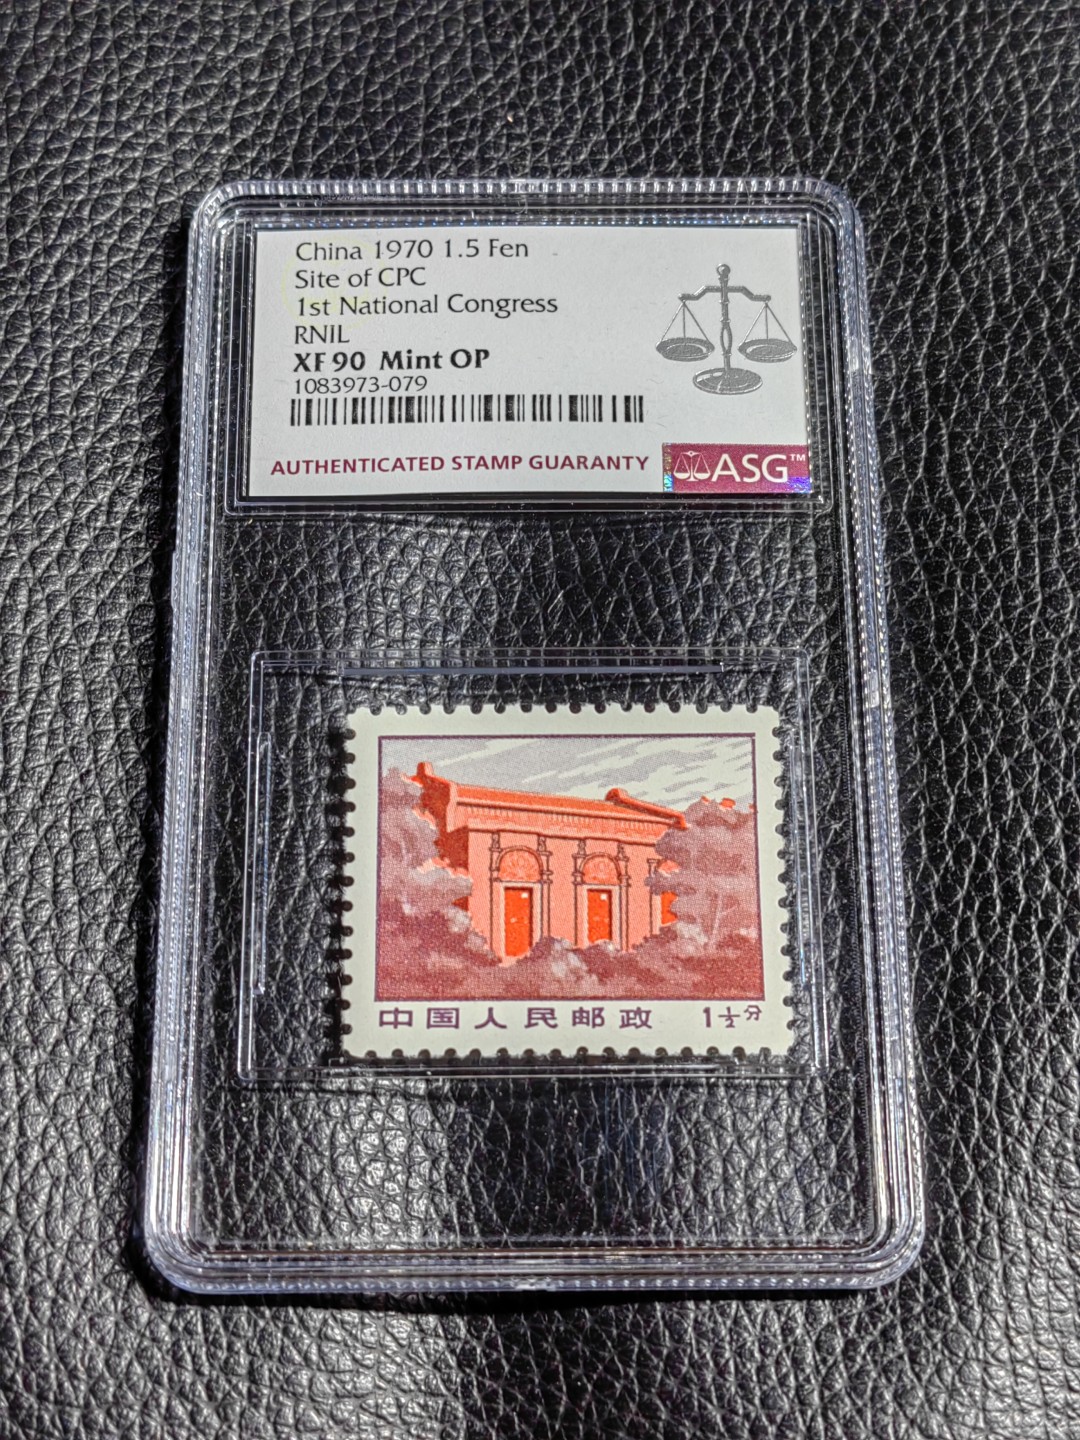 China 1970 1.5 Fen
Site of CPC
1st National Congress
RNIL
XF 90 Mint OP
1083973-079
AUTHENTICATED STAMP GUARANTY
ASG™
中国人民邮政 1½分